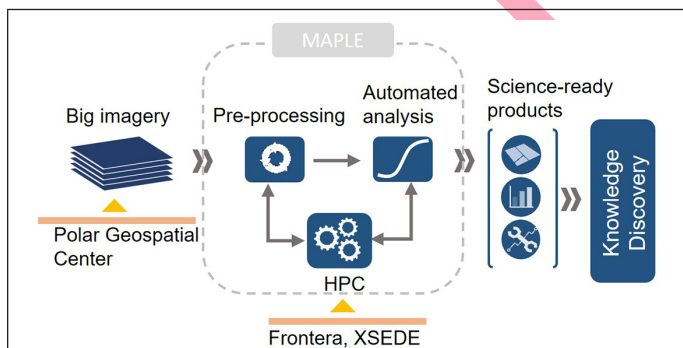 MAPLE
Big imagery
Polar Geospatial
Center
Pre-processing
Automated
analysis
HPC
Frontera, XSEDE
Science-ready
products
Knowledge
Discovery